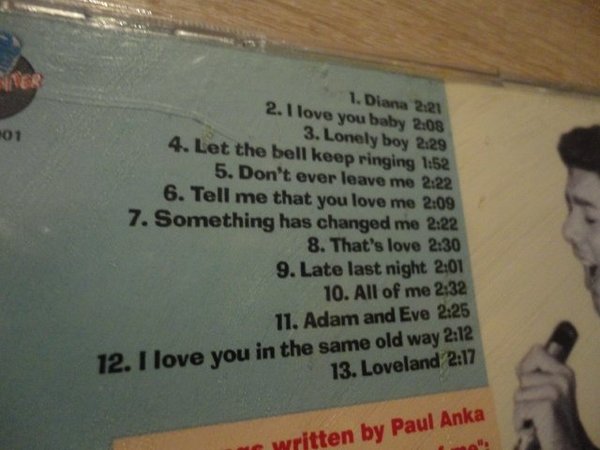 001
1. Diana 2:21
2. I love you baby 2:08
3. Lonely boy 2:29
4. Let the bell keep ringing 1:52
5. Don't ever leave me 2:22
6. Tell me that you love me 2:09
7. Something has changed me 2:22
8. That's love 2:30
9. Late last night 2:01
10. All of me 2:32
11. Adam and Eve 2:25
12. I love you in the same old way 2:12
13. Loveland 2:17
written by Paul Anka